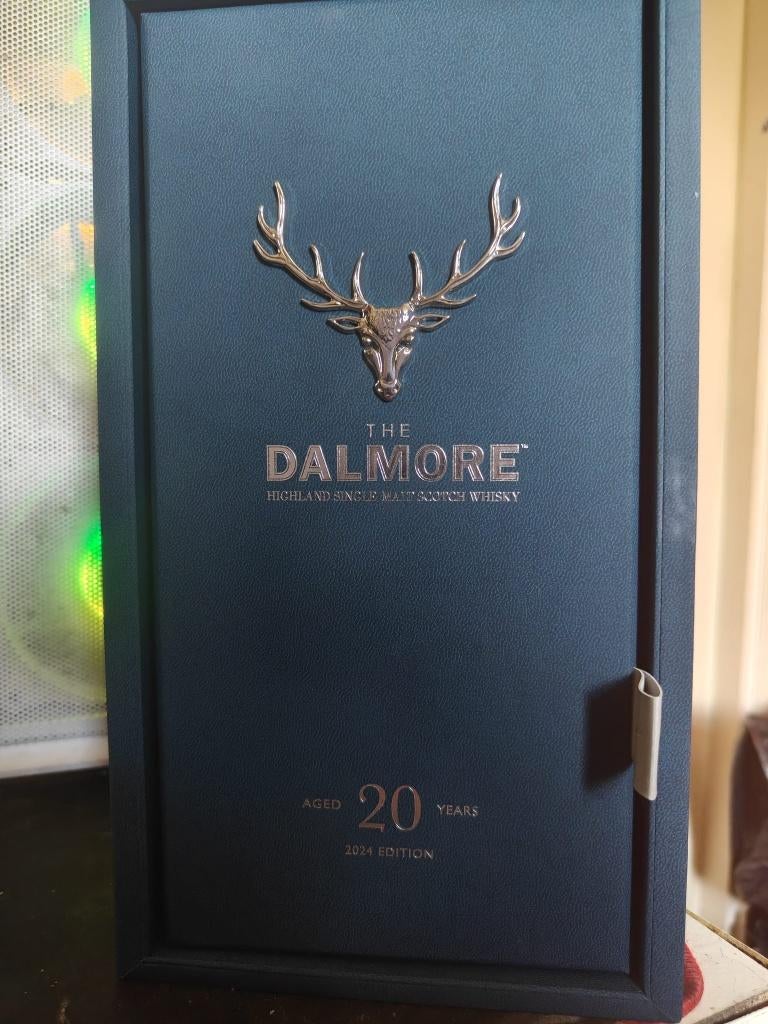 THE
DALMORE™
HIGHLAND SINGLE MALT SCOTCH WHISKY
AGED 20 YEARS
2024 EDITION